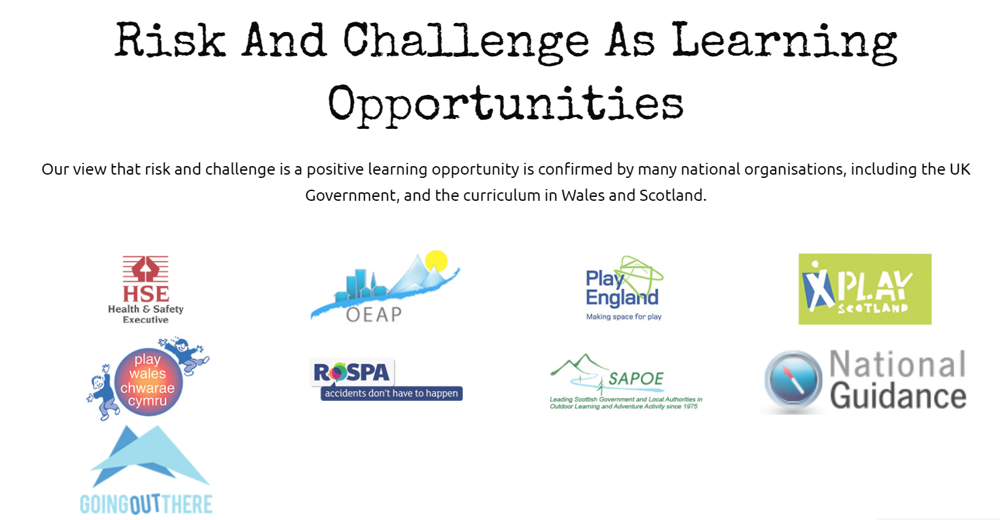 Risk And Challenge As Learning
Opportunities
Our view that risk and challenge is a positive learning opportunity is confirmed by many national organisations, including the UK
Government, and the curriculum in Wales and Scotland.
HSE
Health & Safety
Executive
OEAP
Play
England
Making space for play
PLAY
SCOTLAND
play
wales
chwarae
cymru
RoSPA
accidents don't have to happen
SAPOE
Leading Scottish Government and Local Authorities in
Outdoor Learning and Adventure Activity since 1975
National
Guidance
GOINGOUTTHERE